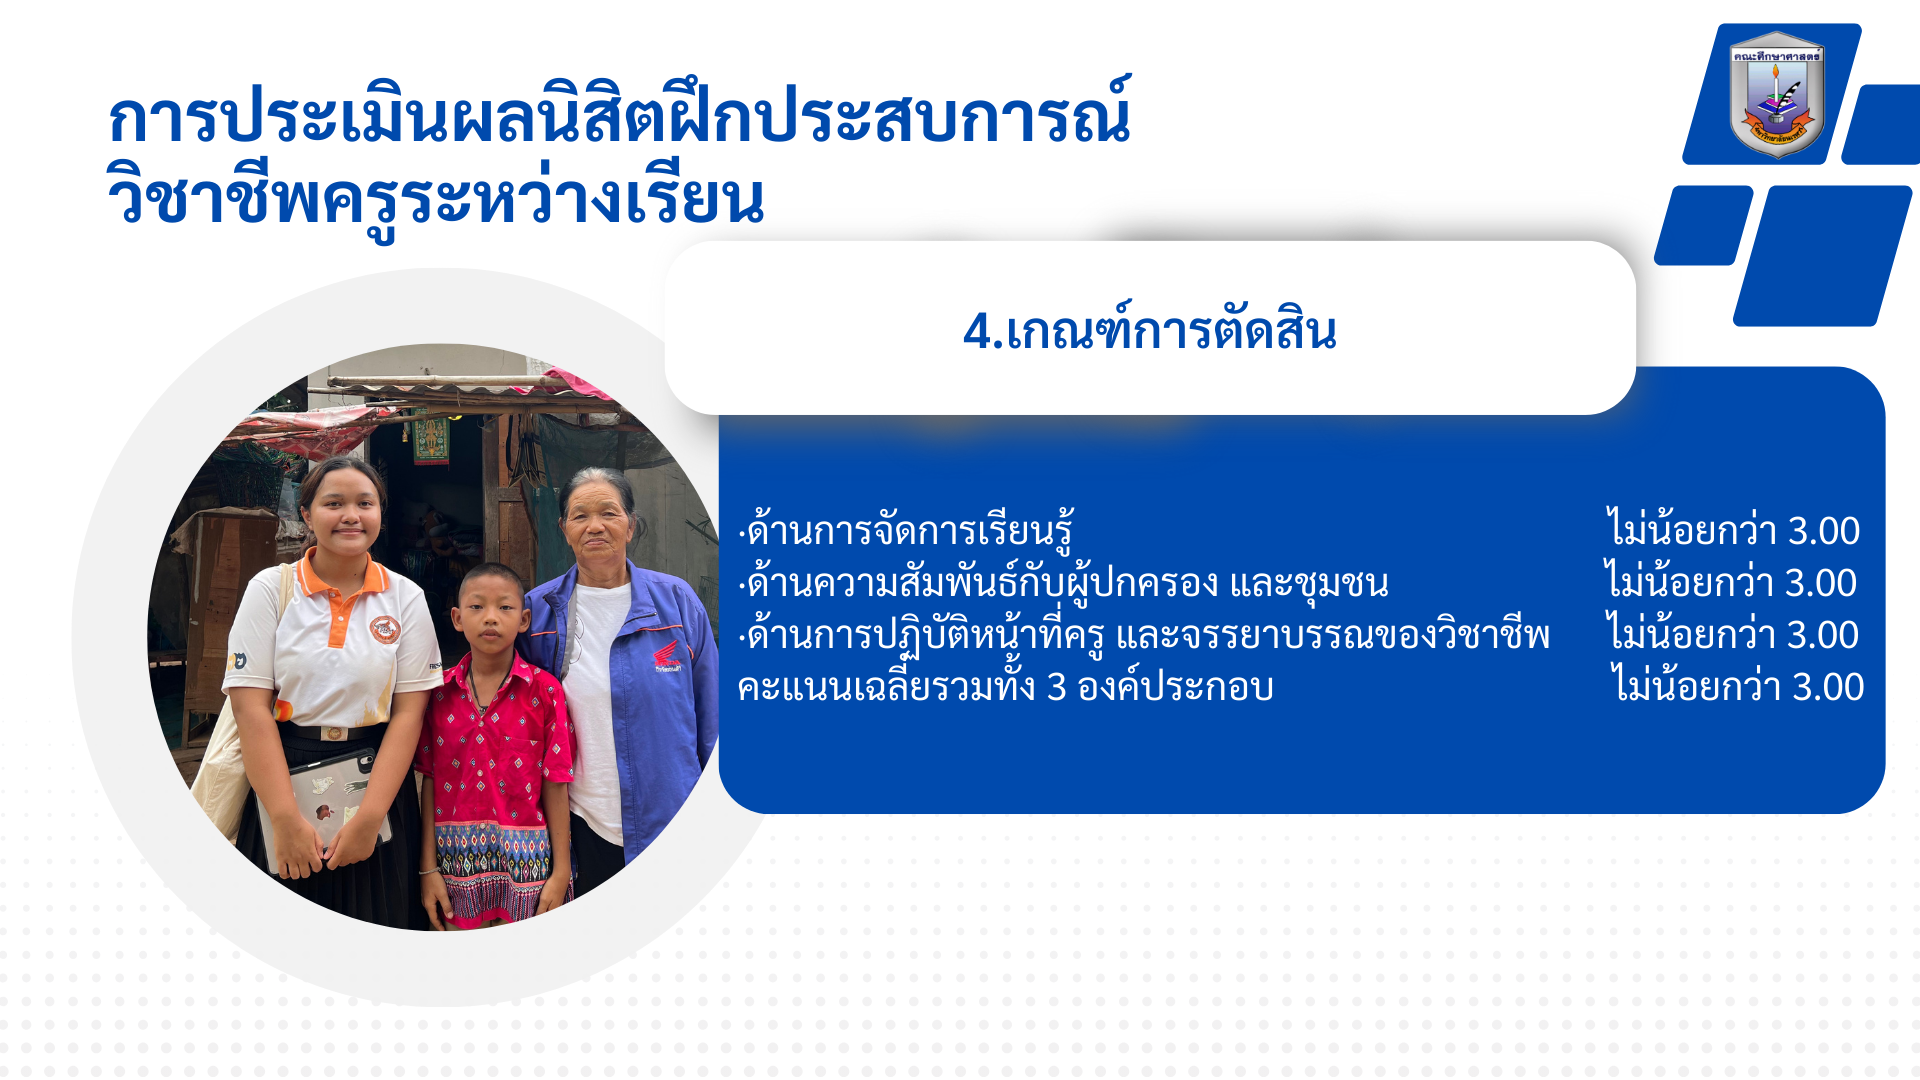 คณะศึกษาศาสตร์
การประเมินผลนิสิตฝึกประสบการณ์
วิชาชีพครูระหว่างเรียน
4.เกณฑ์การตัดสิน
·ด้านการจัดการเรียนรู้ ไม่น้อยกว่า 3.00
·ด้านความสัมพันธ์กับผู้ปกครอง และชุมชน ไม่น้อยกว่า 3.00
·ด้านการปฏิบัติหน้าที่ครู และจรรยาบรรณของวิชาชีพ ไม่น้อยกว่า 3.00
คะแนนเฉลี่ยรวมทั้ง 3 องค์ประกอบ ไม่น้อยกว่า 3.00